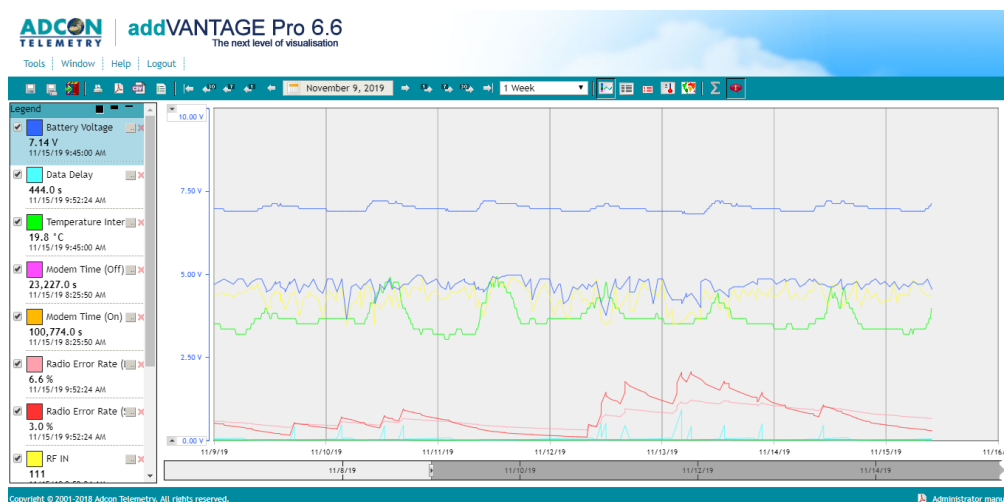 ADCON TELEMETRY
addVANTAGE Pro 6.6
The next level of visualisation
Tools Window Help Logout
November 9, 2019 1 Week
Legend
Battery Voltage
7.14 V
11/15/19 9:45:00 AM
Data Delay
444.0 s
11/15/19 9:52:24 AM
Temperature Inter
19.8 °C
11/15/19 9:45:00 AM
Modem Time (Off)
23,227.0 s
11/15/19 8:25:50 AM
Modem Time (On)
100,774.0 s
11/15/19 8:25:50 AM
Radio Error Rate (
6.6 %
11/15/19 9:52:24 AM
Radio Error Rate (
3.0 %
11/15/19 9:52:24 AM
RF IN
111
10.00 V
7.50 V
5.00 V
2.50 V
0.00 V
11/9/19 11/10/19 11/11/19 11/12/19 11/13/19 11/14/19 11/15/19 11/16
11/8/19 11/10/19 11/12/19 11/14/19
Copyright © 2001-2018 Adcon Telemetry. All rights reserved.
Administrator manu